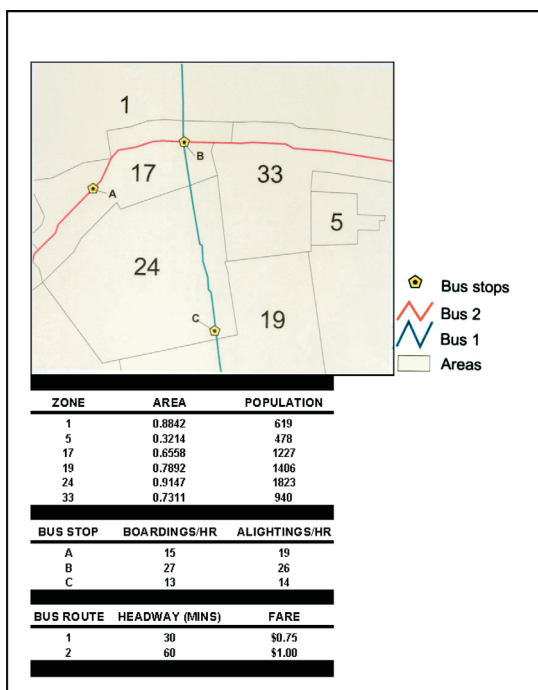 1
B
17
33
A
5
24
C
19
Bus stops
Bus 2
Bus 1
Areas
ZONE AREA POPULATION
1 0.8842 619
5 0.3214 478
17 0.6558 1227
19 0.7892 1406
24 0.9147 1823
33 0.7311 940
BUS STOP BOARDINGS/HR ALIGHTINGS/HR
A 15 19
B 27 26
C 13 14
BUS ROUTE HEADWAY (MINS) FARE
1 30 $0.75
2 60 $1.00